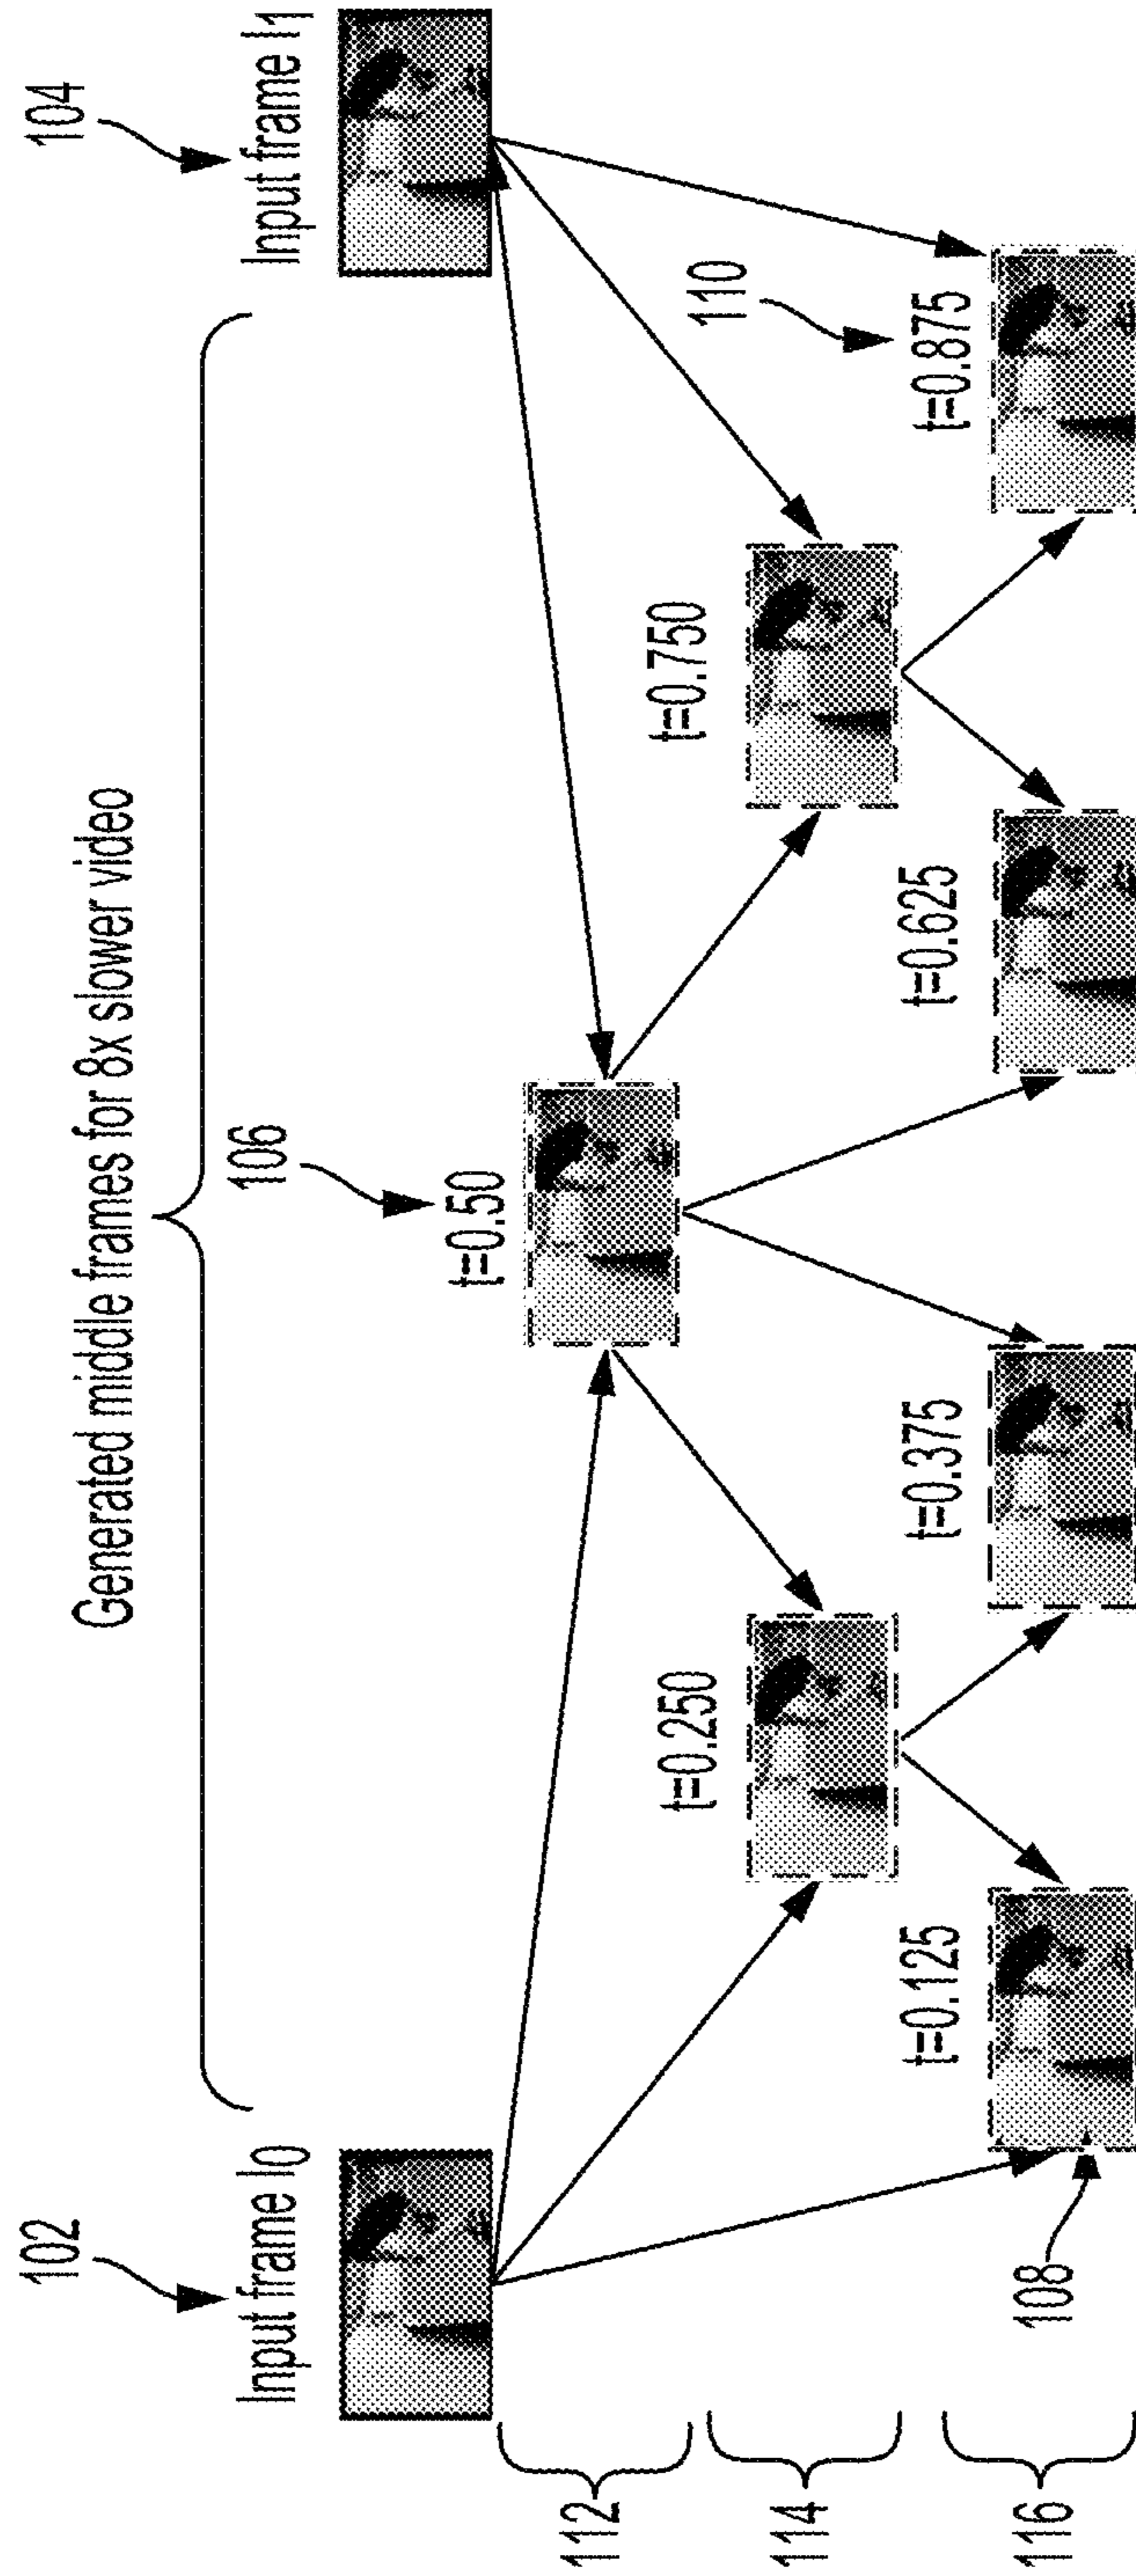 Generated middle frames for 8x slower video
102
104
Input frame I0
106
Input frame I1
t=0.50
112
110
t=0.250
t=0.750
114
t=0.125
t=0.375
t=0.625
t=0.875
108
116